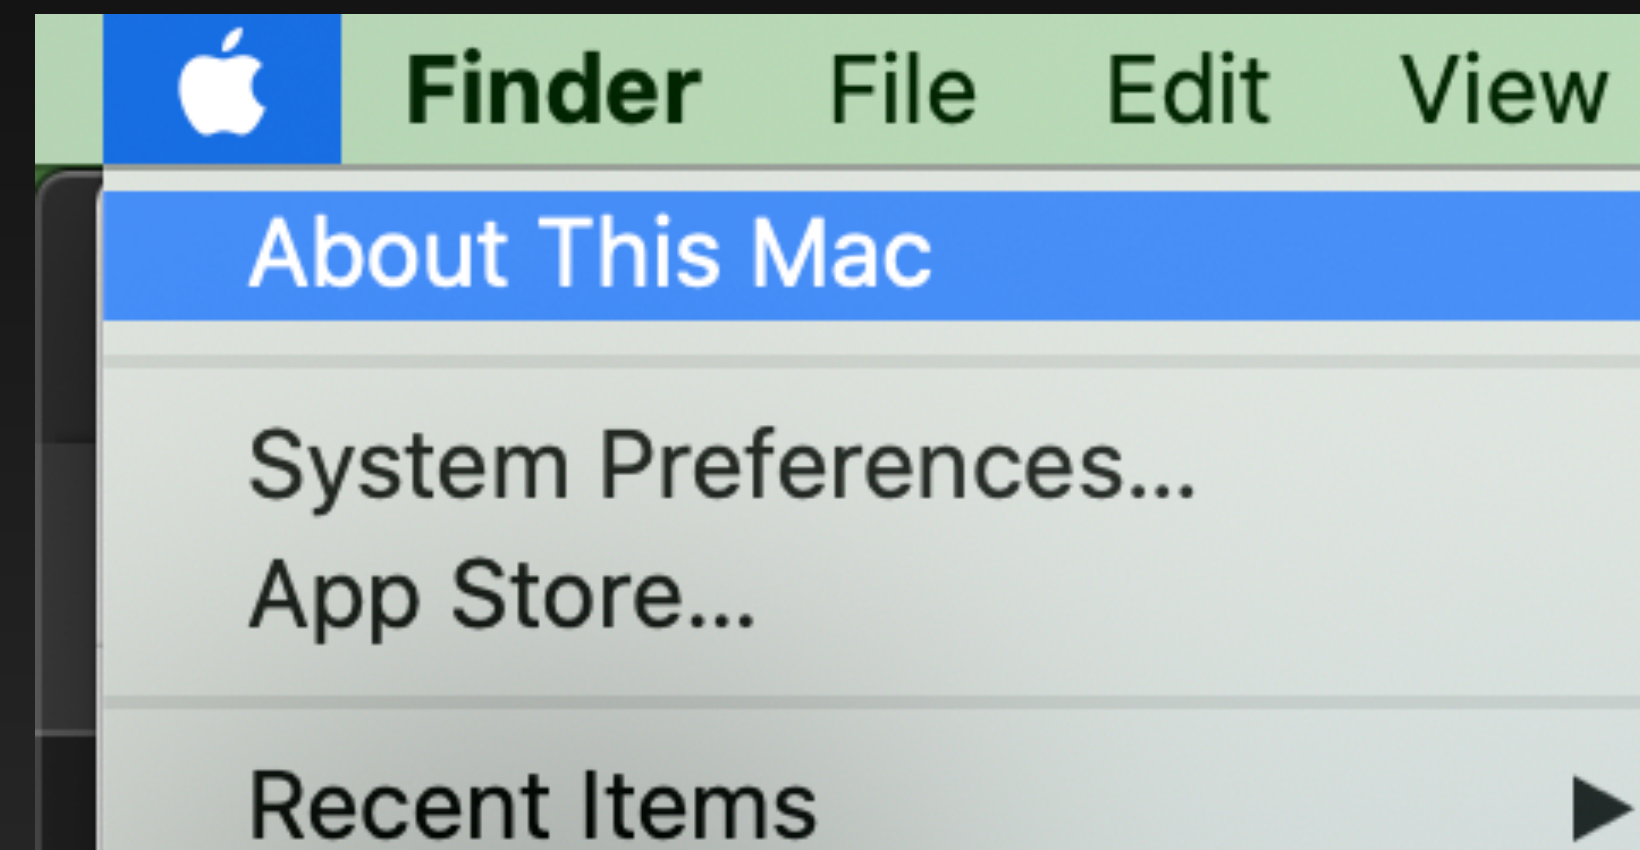 Finder File Edit View
About This Mac
System Preferences...
App Store...
Recent Items